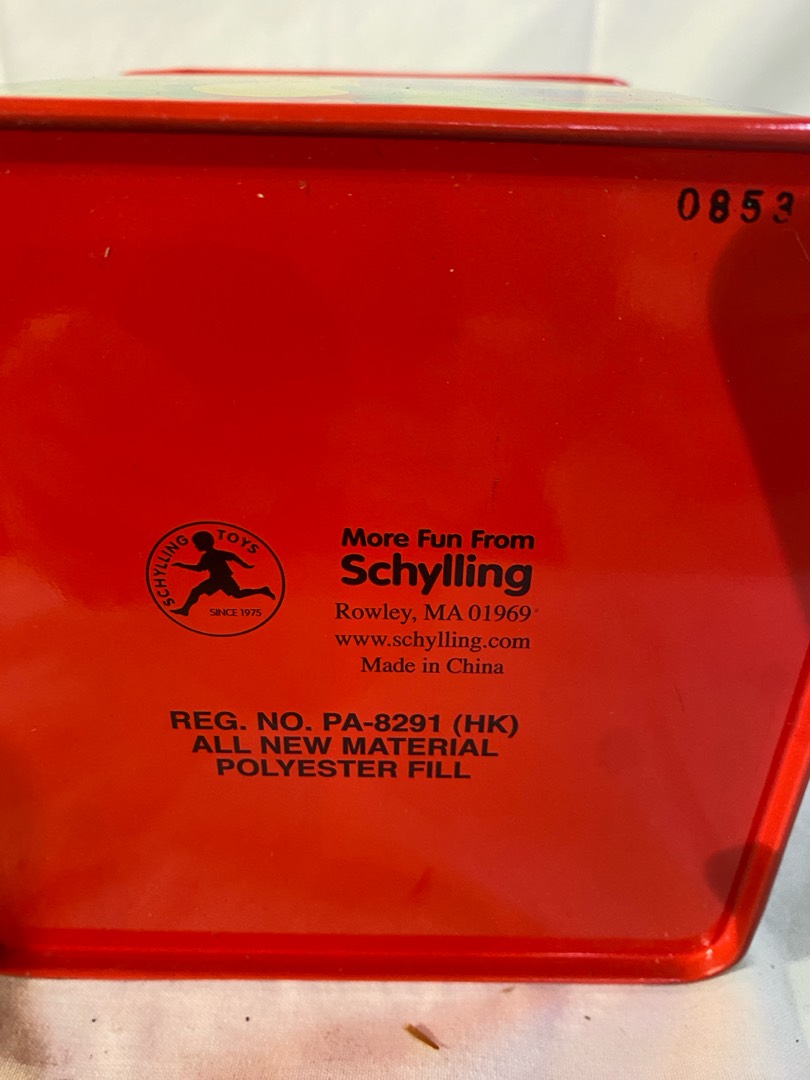 0853
SCHYLLING TOYS
SINCE 1975
More Fun From
Schylling
Rowley, MA 01969
www.schylling.com
Made in China
REG. NO. PA-8291 (HK)
ALL NEW MATERIAL
POLYESTER FILL